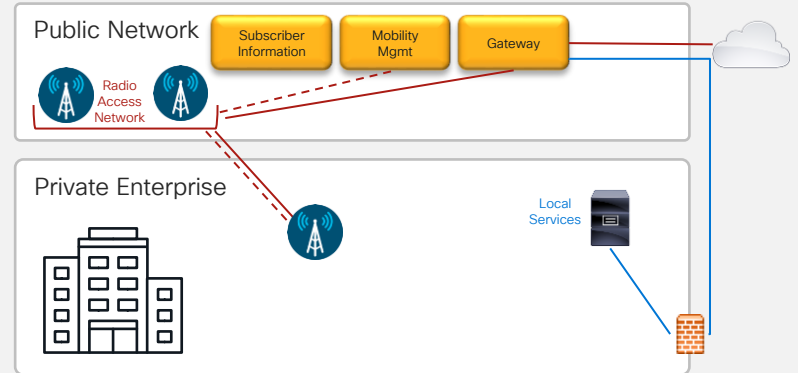 Public Network
Subscriber
Information
Mobility
Mgmt
Gateway
Radio
Access
Network
Private Enterprise
Local
Services